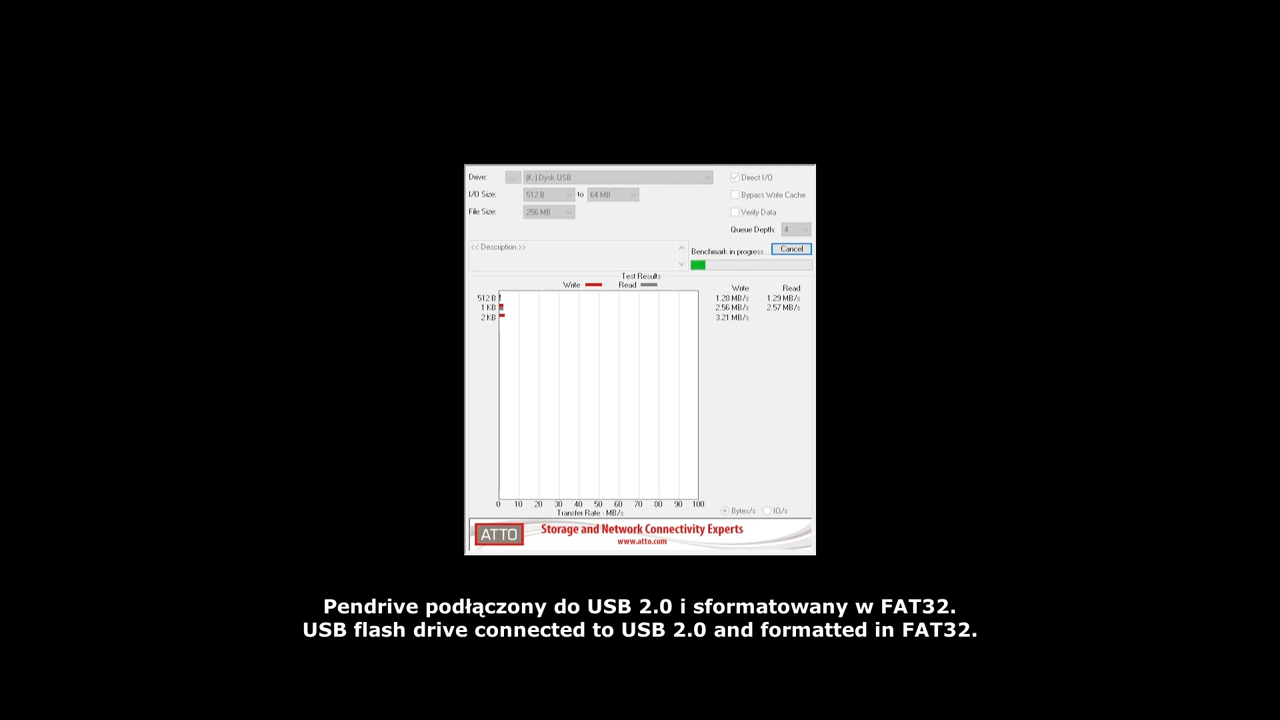 Drive: ... (K:) Dysk USB Direct I/O
I/O Size: 512 B to 64 MB Bypass Write Cache
File Size: 256 MB Verify Data
Queue Depth: 4
<< Description >> Benchmark in progress... Cancel
Test Results
Write Read Write Read
512 B 1.28 MB/s 1.29 MB/s
1 KB 2.56 MB/s 2.57 MB/s
2 KB 3.21 MB/s
0 10 20 30 40 50 60 70 80 90 100
Transfer Rate - MB/s Bytes/s IO/s
ATTO Storage and Network Connectivity Experts
www.atto.com
Pendrive podłączony do USB 2.0 i sformatowany w FAT32.
USB flash drive connected to USB 2.0 and formatted in FAT32.